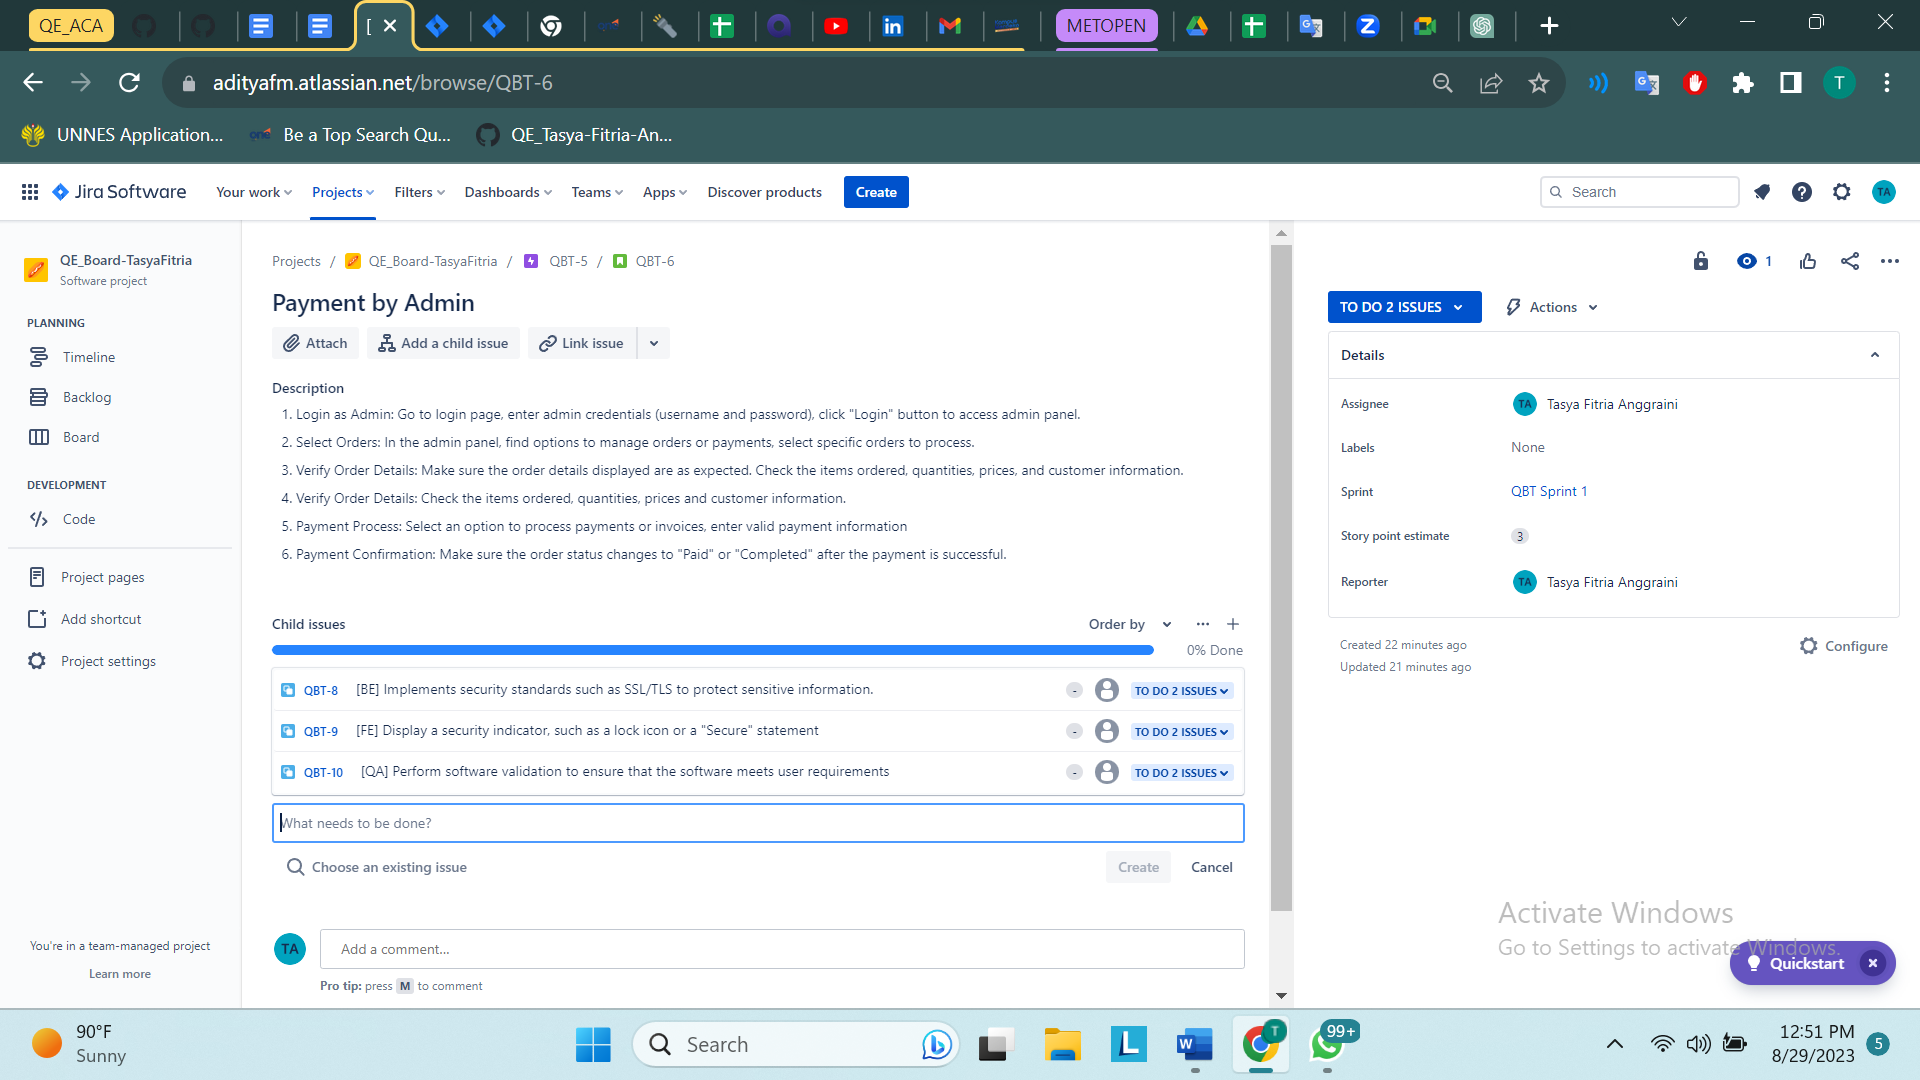 QE_ACA
[
METOPEN
adityafm.atlassian.net/browse/QBT-6
T
UNNES Application...
one
Be a Top Search Qu...
QE_Tasya-Fitria-An...
Jira Software
Your work
Projects
Filters
Dashboards
Teams
Apps
Discover products
Create
Search
TA
QE_Board-TasyaFitria
Software project
PLANNING
Timeline
Backlog
Board
DEVELOPMENT
Code
Project pages
Add shortcut
Project settings
You're in a team-managed project
Learn more
Projects / QE_Board-TasyaFitria / QBT-5 / QBT-6
Payment by Admin
Attach
Add a child issue
Link issue
Description
1. Login as Admin: Go to login page, enter admin credentials (username and password), click "Login" button to access admin panel.
2. Select Orders: In the admin panel, find options to manage orders or payments, select specific orders to process.
3. Verify Order Details: Make sure the order details displayed are as expected. Check the items ordered, quantities, prices, and customer information.
4. Verify Order Details: Check the items ordered, quantities, prices and customer information.
5. Payment Process: Select an option to process payments or invoices, enter valid payment information
6. Payment Confirmation: Make sure the order status changes to "Paid" or "Completed" after the payment is successful.
Child issues
Order by
0% Done
QBT-8 [BE] Implements security standards such as SSL/TLS to protect sensitive information. - TO DO 2 ISSUES
QBT-9 [FE] Display a security indicator, such as a lock icon or a "Secure" statement - TO DO 2 ISSUES
QBT-10 [QA] Perform software validation to ensure that the software meets user requirements - TO DO 2 ISSUES
What needs to be done?
Choose an existing issue
Create
Cancel
TA
Add a comment...
Pro tip: press M to comment
1
TO DO 2 ISSUES
Actions
Details
Assignee TA Tasya Fitria Anggraini
Labels None
Sprint QBT Sprint 1
Story point estimate 3
Reporter TA Tasya Fitria Anggraini
Created 22 minutes ago
Updated 21 minutes ago
Configure
Activate Windows
Go to Settings to activate Windows.
Quickstart
90°F
Sunny
Search
L
W
T
99+
12:51 PM
8/29/2023
5